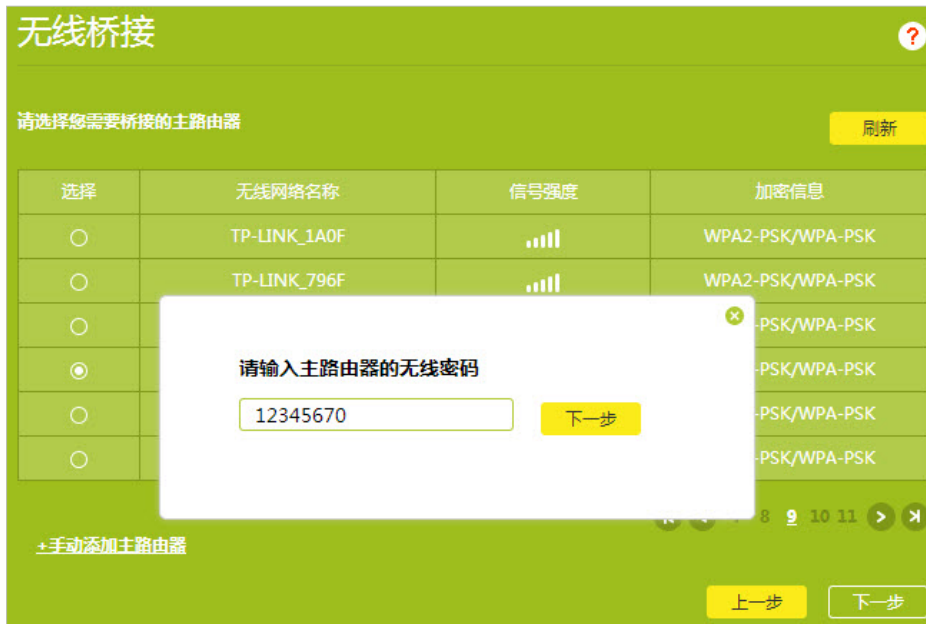 无线桥接
?
请选择您需要桥接的主路由器
刷新
选择 无线网络名称 信号强度 加密信息
TP-LINK_1A0F WPA2-PSK/WPA-PSK
TP-LINK_796F WPA2-PSK/WPA-PSK
-PSK/WPA-PSK
请输入主路由器的无线密码
-PSK/WPA-PSK
12345670 下一步
-PSK/WPA-PSK
-PSK/WPA-PSK
8 9 10 11
+手动添加主路由器
上一步 下一步